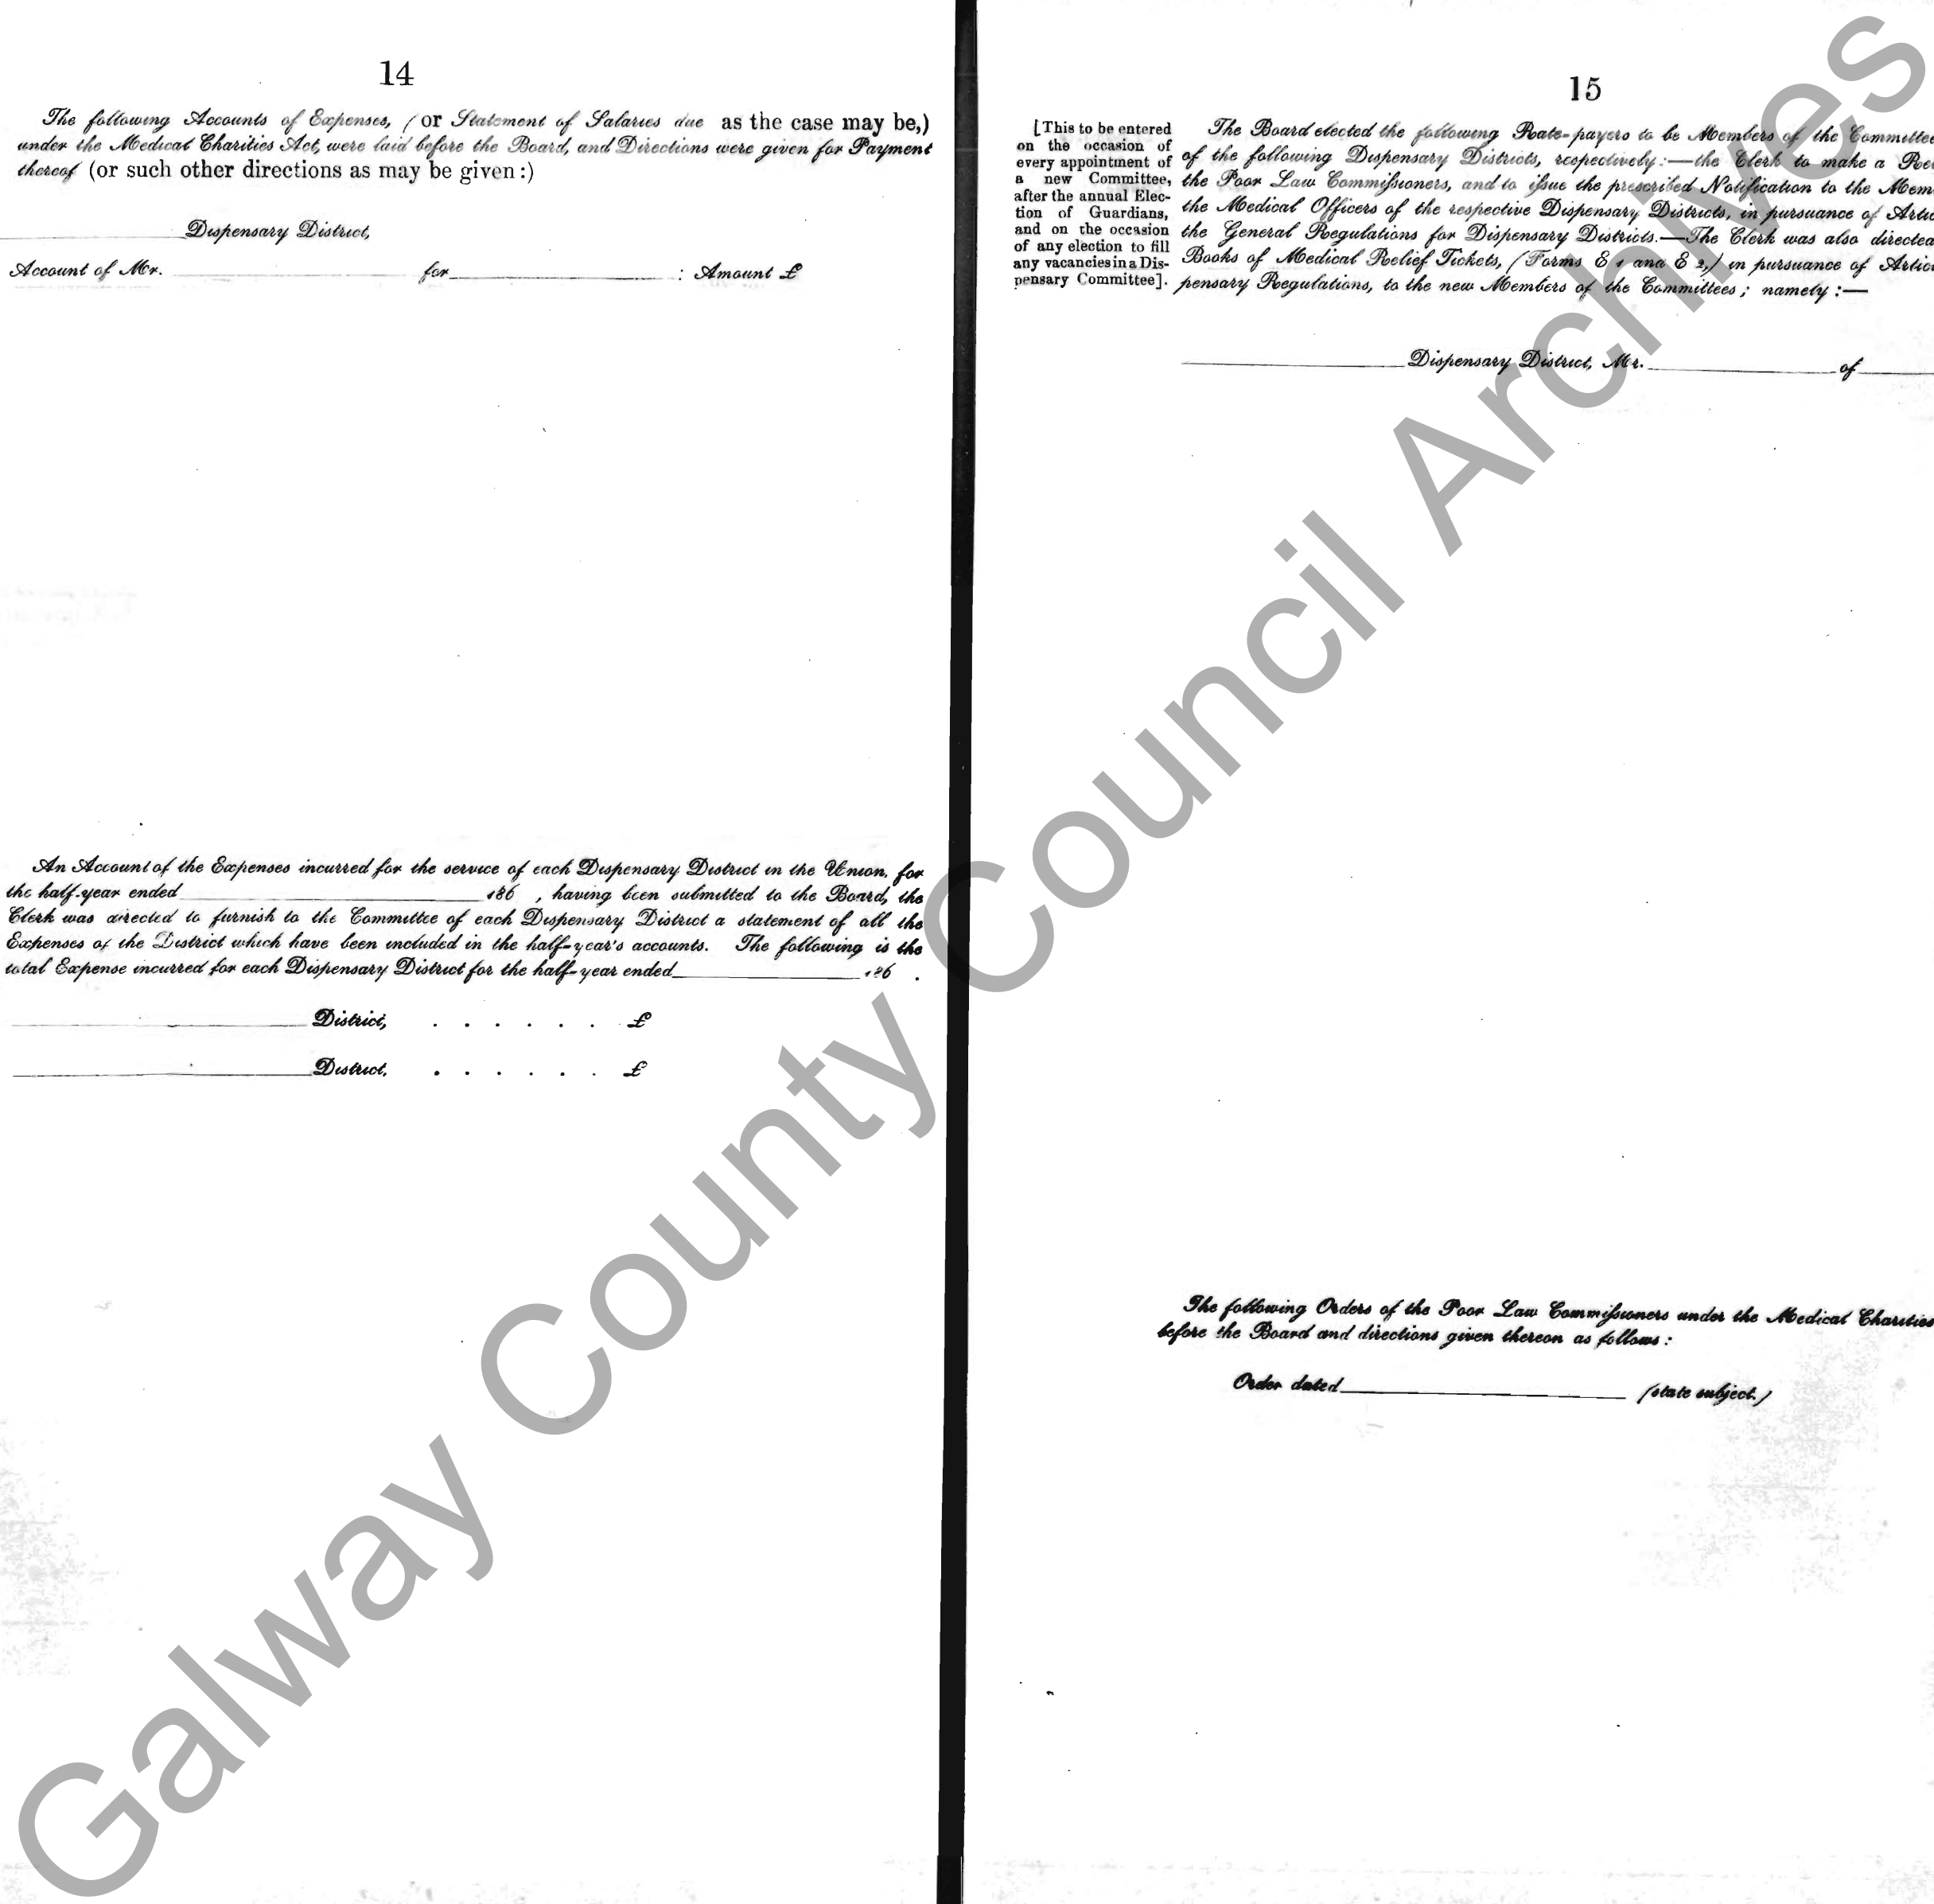 14
The following Accounts of Expenses, (or Statement of Salaries due as the case may be,)
under the Medical Charities Act, were laid before the Board, and Directions were given for Payment
thereof (or such other directions as may be given:)
Dispensary District,
Account of Mr. for : Amount £
An Account of the Expenses incurred for the service of each Dispensary District in the Union, for
the half-year ended 186 , having been submitted to the Board, the
Clerk was directed to furnish to the Committee of each Dispensary District a statement of all the
Expenses of the District which have been included in the half-year's accounts. The following is the
total Expense incurred for each Dispensary District for the half-year ended 186 .
District, . . . . . . £
District, . . . . . . £
15
[This to be entered
on the occasion of
every appointment of
a new Committee,
after the annual Elec-
tion of Guardians,
and on the occasion
of any election to fill
any vacancies in a Dis-
pensary Committee].
The Board elected the following Rate-payers to be Members of the Committee
of the following Dispensary Districts, respectively:—the Clerk to make a
the Poor Law Commissioners, and to issue the prescribed Notification to the Mem
the Medical Officers of the respective Dispensary Districts, in pursuance of Artic
the General Regulations for Dispensary Districts.—The Clerk was also directed
Books of Medical Relief Tickets, (Forms E 1 and E 2,) in pursuance of Artic
pensary Regulations, to the new Members of the Committees; namely:—
Dispensary District, Mr. of
The following Orders of the Poor Law Commissioners under the Medical Charities
before the Board and directions given thereon as follows:
Order dated (state subject.)
Galway County Council Archives